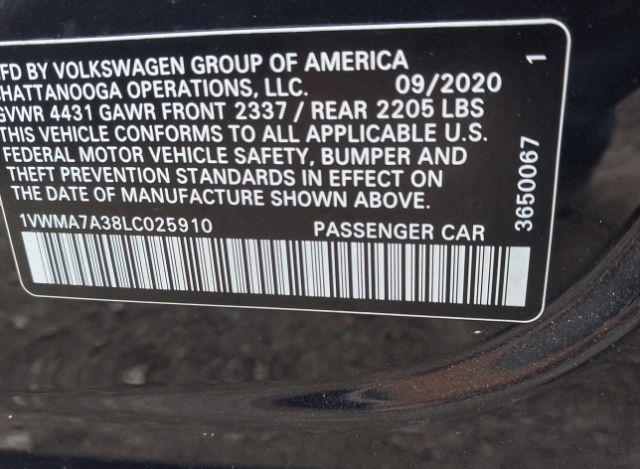 MFD BY VOLKSWAGEN GROUP OF AMERICA
CHATTANOOGA OPERATIONS, LLC. 09/2020
GVWR 4431 GAWR FRONT 2337 / REAR 2205 LBS
THIS VEHICLE CONFORMS TO ALL APPLICABLE U.S.
FEDERAL MOTOR VEHICLE SAFETY, BUMPER AND
THEFT PREVENTION STANDARDS IN EFFECT ON
THE DATE OF MANUFACTURE SHOWN ABOVE.
1VWMA7A38LC025910 PASSENGER CAR
3650067 1